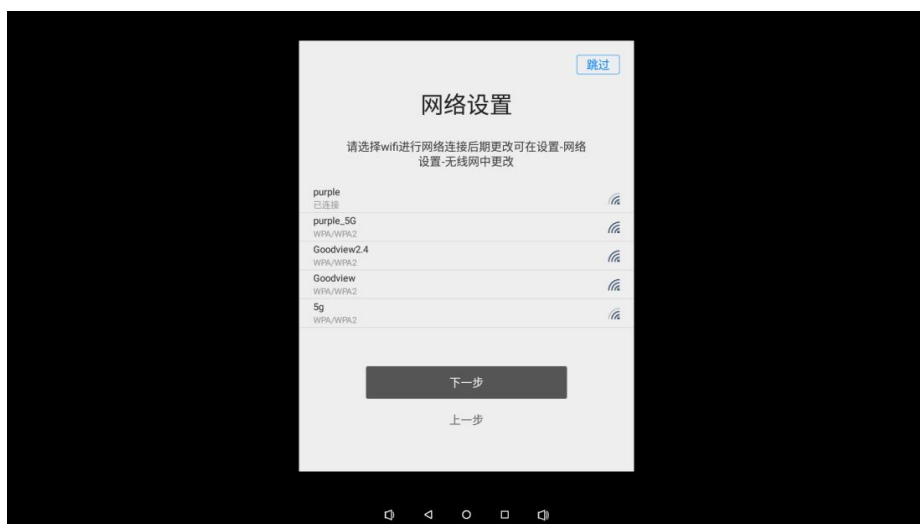 跳过
网络设置
请选择wifi进行网络连接后期更改可在设置-网络
设置-无线网中更改
purple
已连接
purple_5G
WPA/WPA2
Goodview2.4
WPA/WPA2
Goodview
WPA/WPA2
5g
WPA/WPA2
下一步
上一步